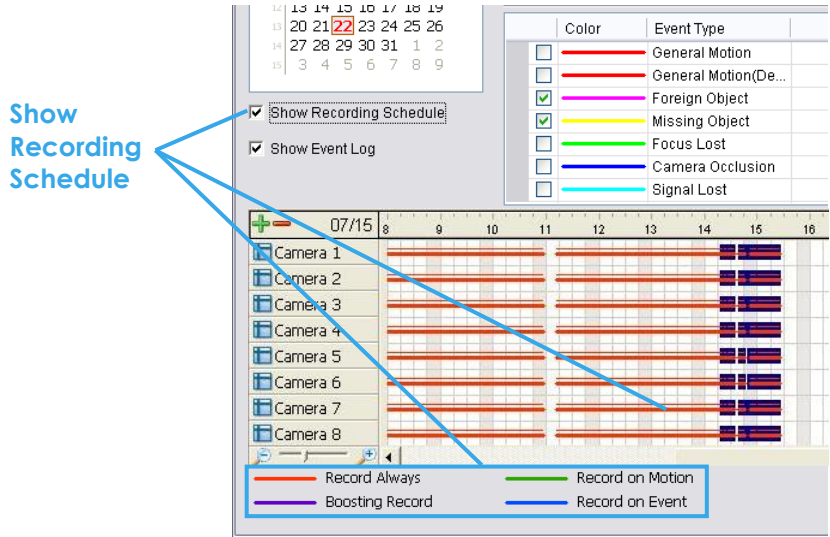 12 13 14 15 16 17 18 19
13 20 21 22 23 24 25 26
14 27 28 29 30 31 1 2
15 3 4 5 6 7 8 9
Color Event Type
General Motion
General Motion(De...
Foreign Object
Missing Object
Focus Lost
Camera Occlusion
Signal Lost
Show Recording Schedule
Show Event Log
Show
Recording
Schedule
07/15 8 9 10 11 12 13 14 15 16
Camera 1
Camera 2
Camera 3
Camera 4
Camera 5
Camera 6
Camera 7
Camera 8
Record Always Record on Motion
Boosting Record Record on Event